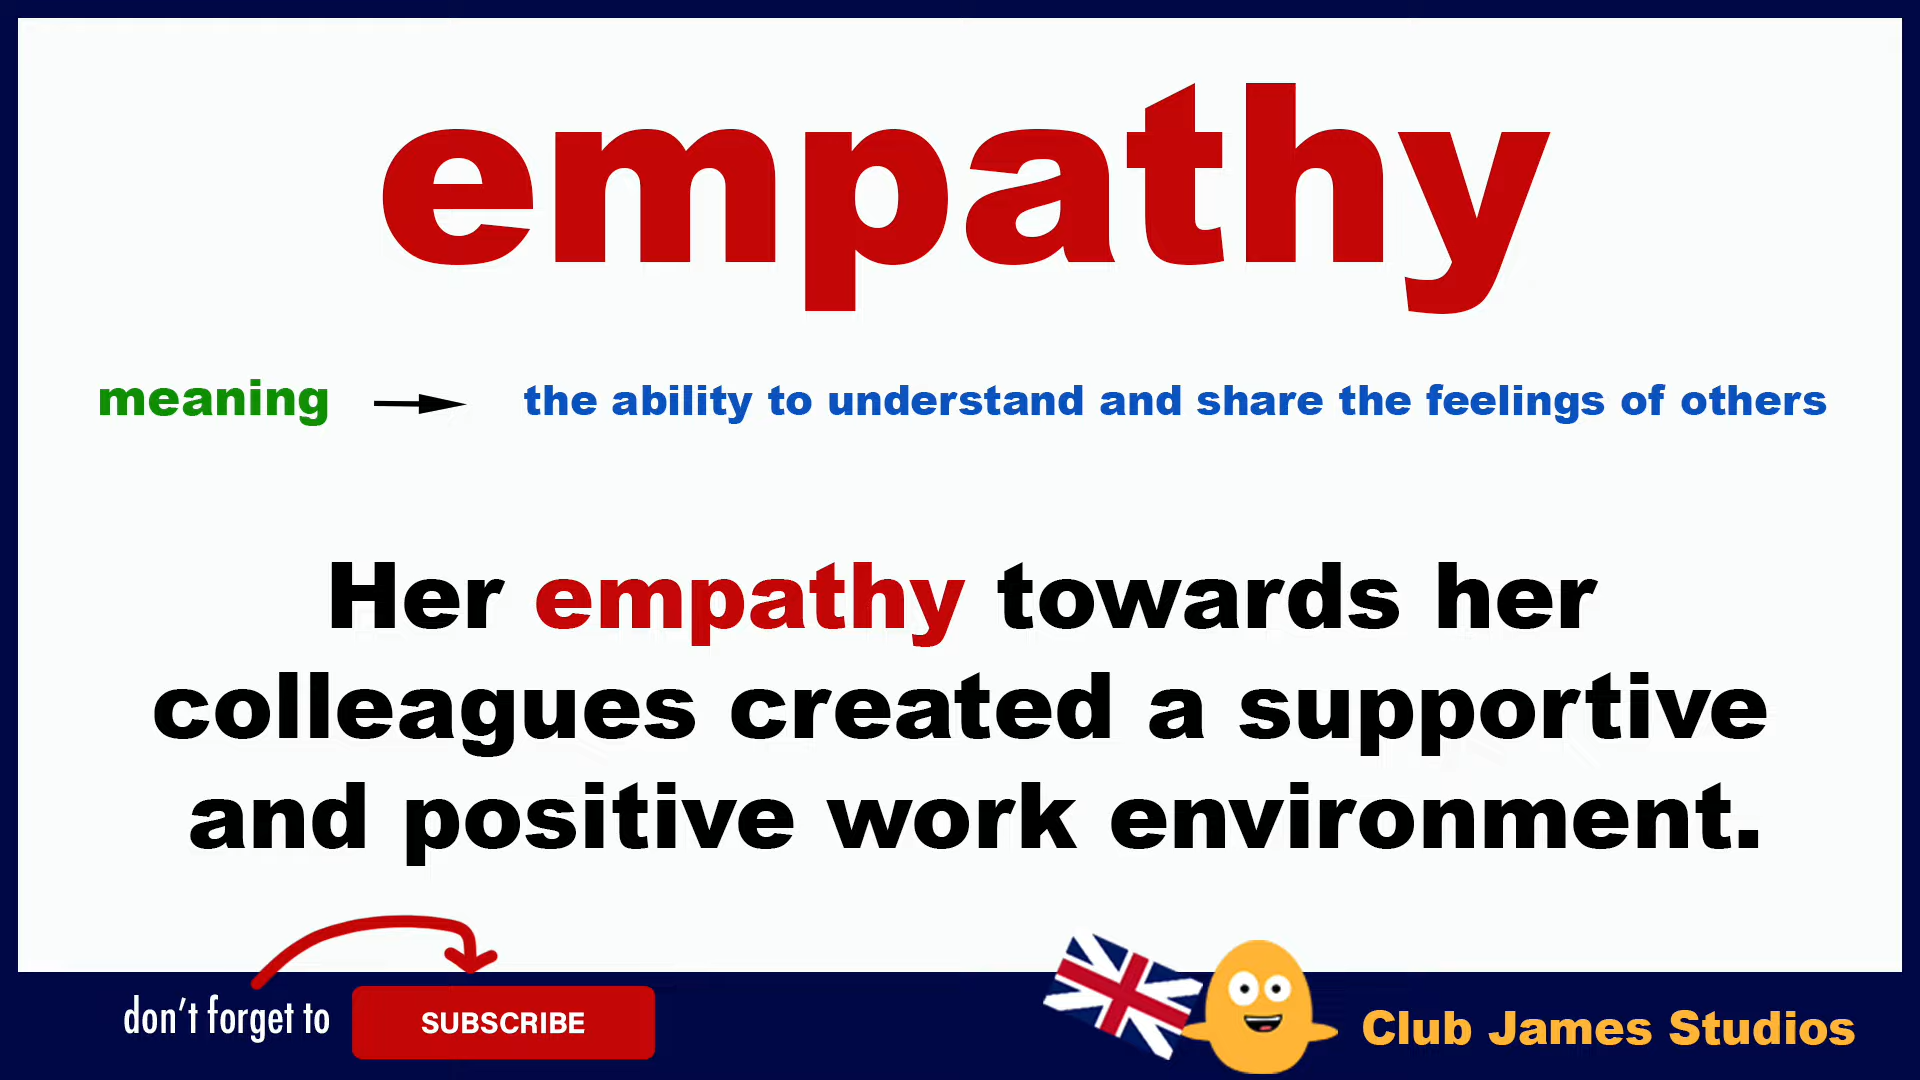 empathy
meaning
the ability to understand and share the feelings of others
Her empathy towards her
colleagues created a supportive
and positive work environment.
don't forget to
SUBSCRIBE
Club James Studios